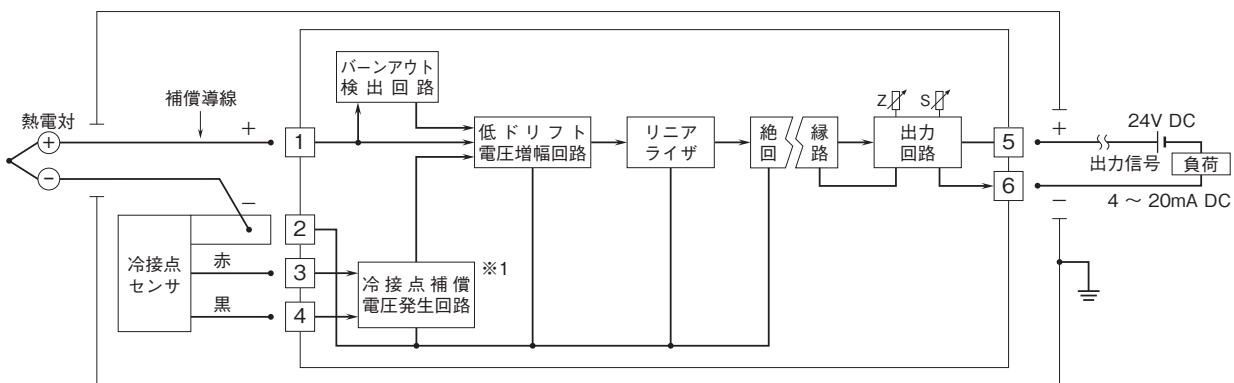 バーンアウト
検出回路
補償導線
熱電対
+
−
+
−
1
2
3
4
冷接点
センサ
赤
黒
低ドリフト
電圧増幅回路
リニア
ライザ
絶縁
回路
Z
S
出力
回路
5
6
冷接点補償
電圧発生回路
※1
+
−
24V DC
出力信号
負荷
4 ~ 20mA DC